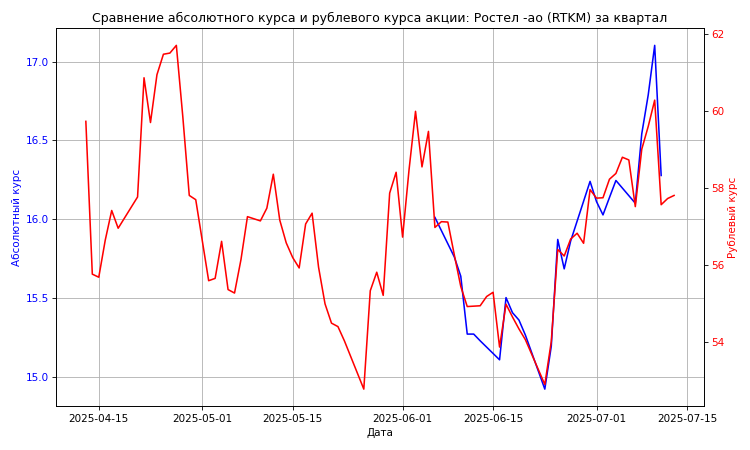 Сравнение абсолютного курса и рублевого курса акции: Ростел -ао (RTKM) за квартал
Абсолютный курс
17.0
16.5
16.0
15.5
15.0
62
60
58
56
54
Рублевый курс
2025-04-15 2025-05-01 2025-05-15 2025-06-01 2025-06-15 2025-07-01 2025-07-15
Дата